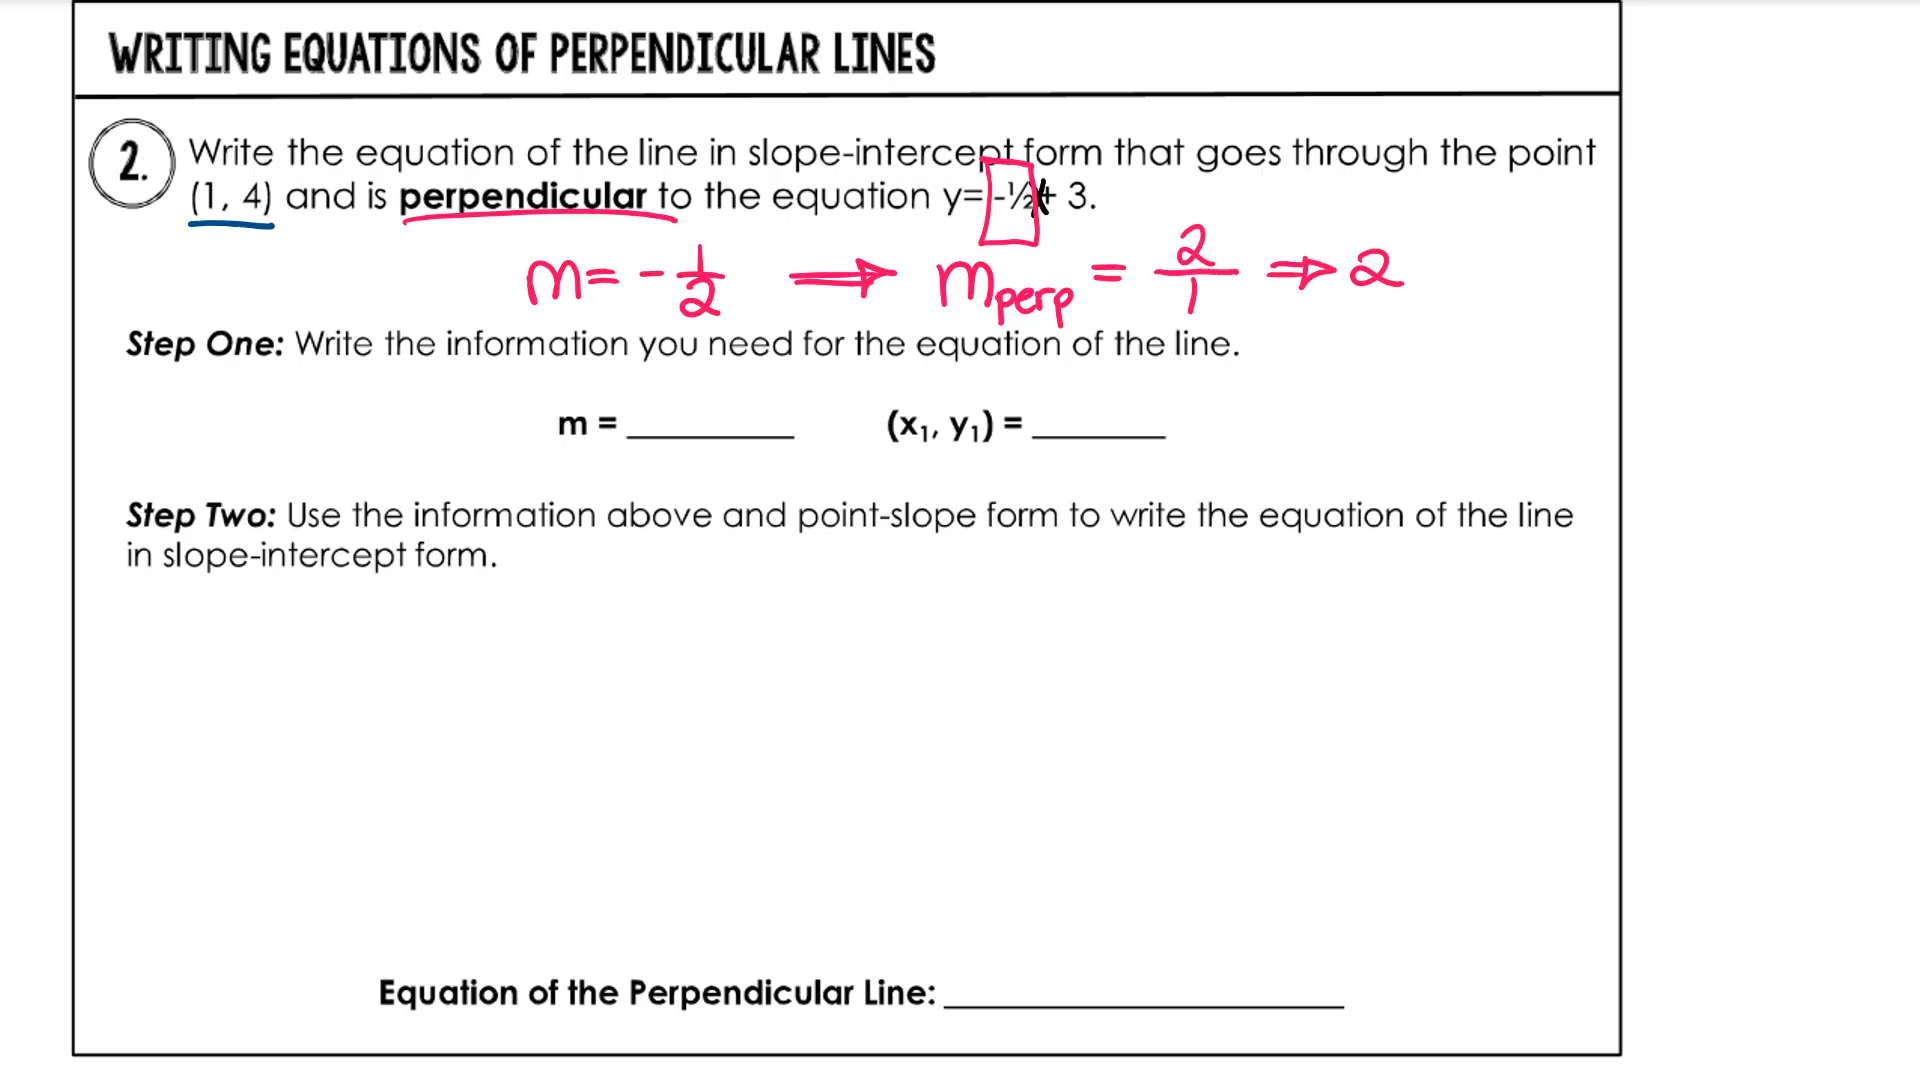 WRITING EQUATIONS OF PERPENDICULAR LINES
2. Write the equation of the line in slope-intercept form that goes through the point
(1, 4) and is perpendicular to the equation y= -½x + 3.
m = - 1/2 ⇒ m perp = 2/1 ⇒ 2
Step One: Write the information you need for the equation of the line.
m = __________ (x₁, y₁) = ________
Step Two: Use the information above and point-slope form to write the equation of the line
in slope-intercept form.
Equation of the Perpendicular Line: ________________________